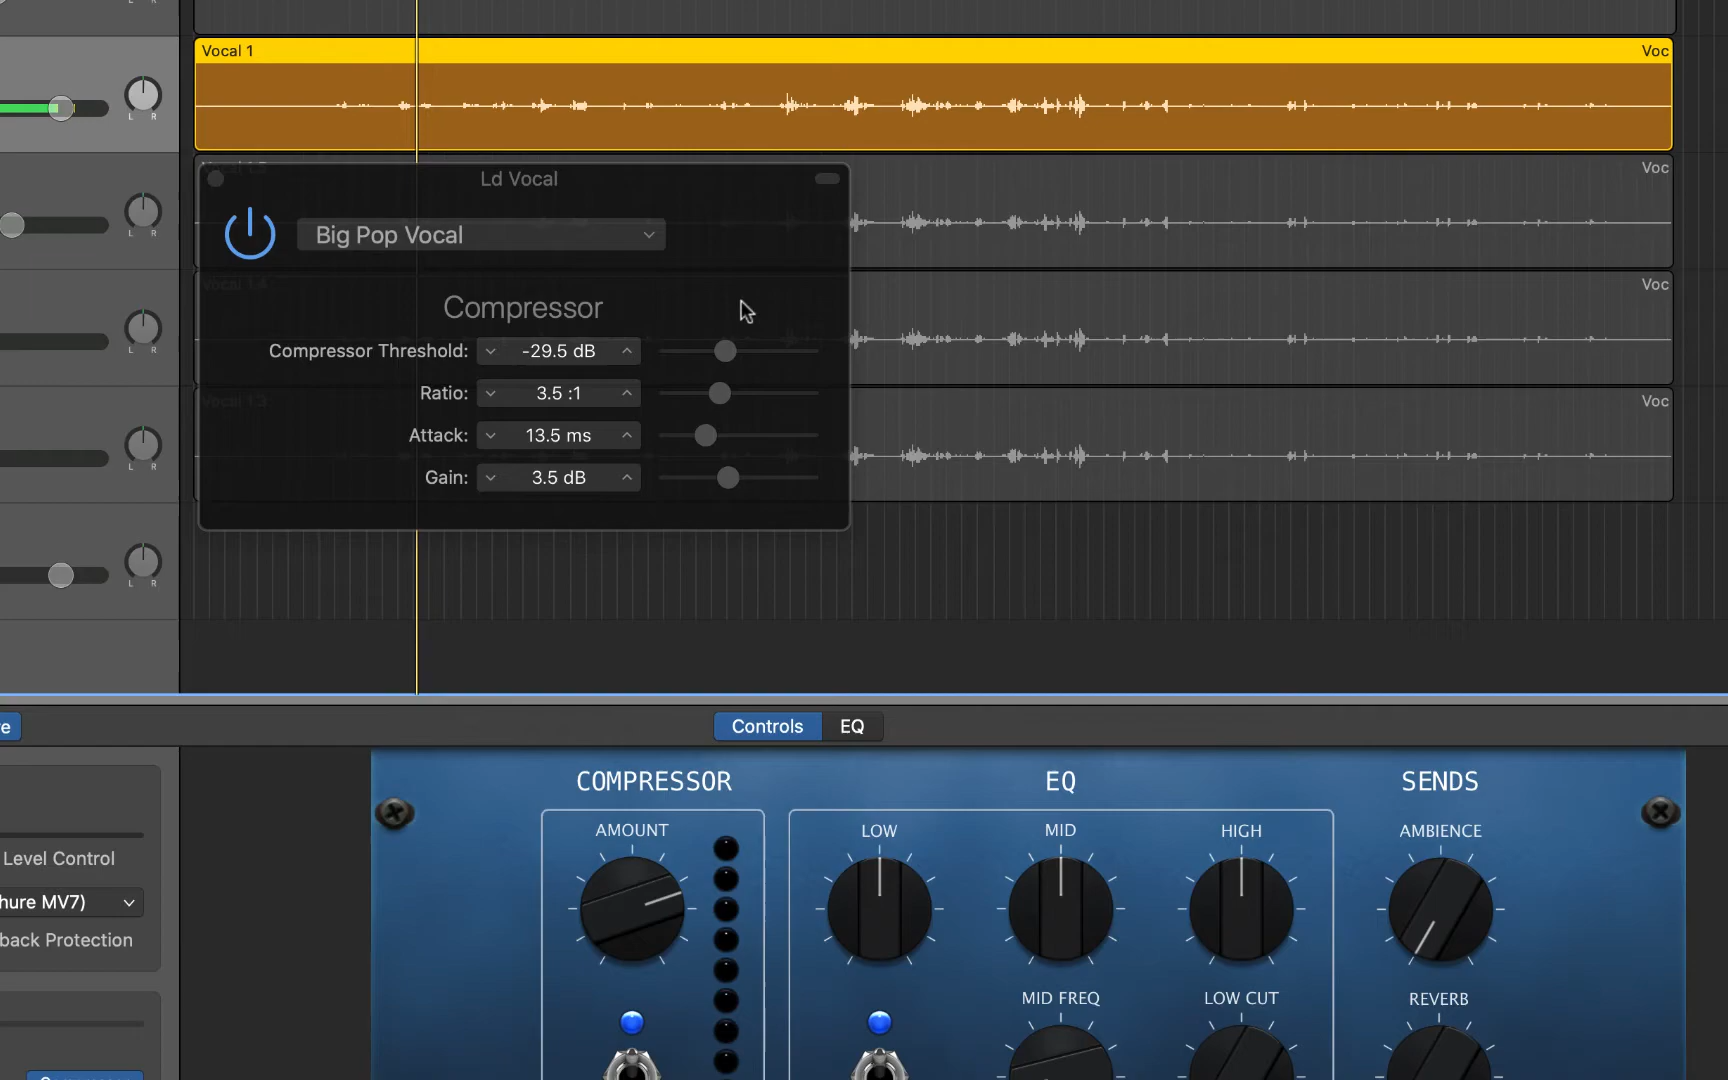 L R
Vocal 1
Voc
L R
Voc
Ld Vocal
L R
Big Pop Vocal
Voc
Compressor
L R
Compressor Threshold: -29.5 dB
Ratio: 3.5 :1
Voc
Attack: 13.5 ms
L R
Gain: 3.5 dB
L R
Controls EQ
COMPRESSOR EQ SENDS
AMOUNT LOW MID HIGH AMBIENCE
Level Control
hure MV7)
back Protection
MID FREQ LOW CUT REVERB